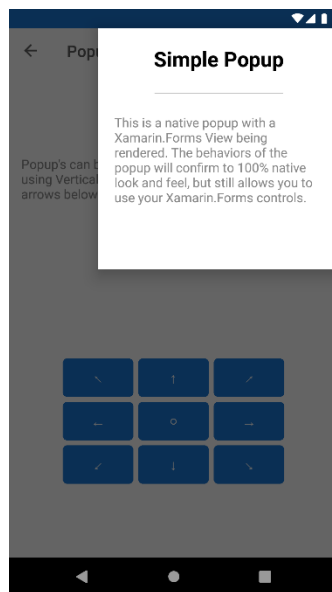 Popu
Simple Popup
This is a native popup with a
Xamarin.Forms View being
rendered. The behaviors of the
popup will confirm to 100% native
look and feel, but still allows you to
use your Xamarin.Forms controls.
Popup's can b
using Vertical
arrows below
↖ ↑ ↗
← ○ →
↙ ↓ ↘